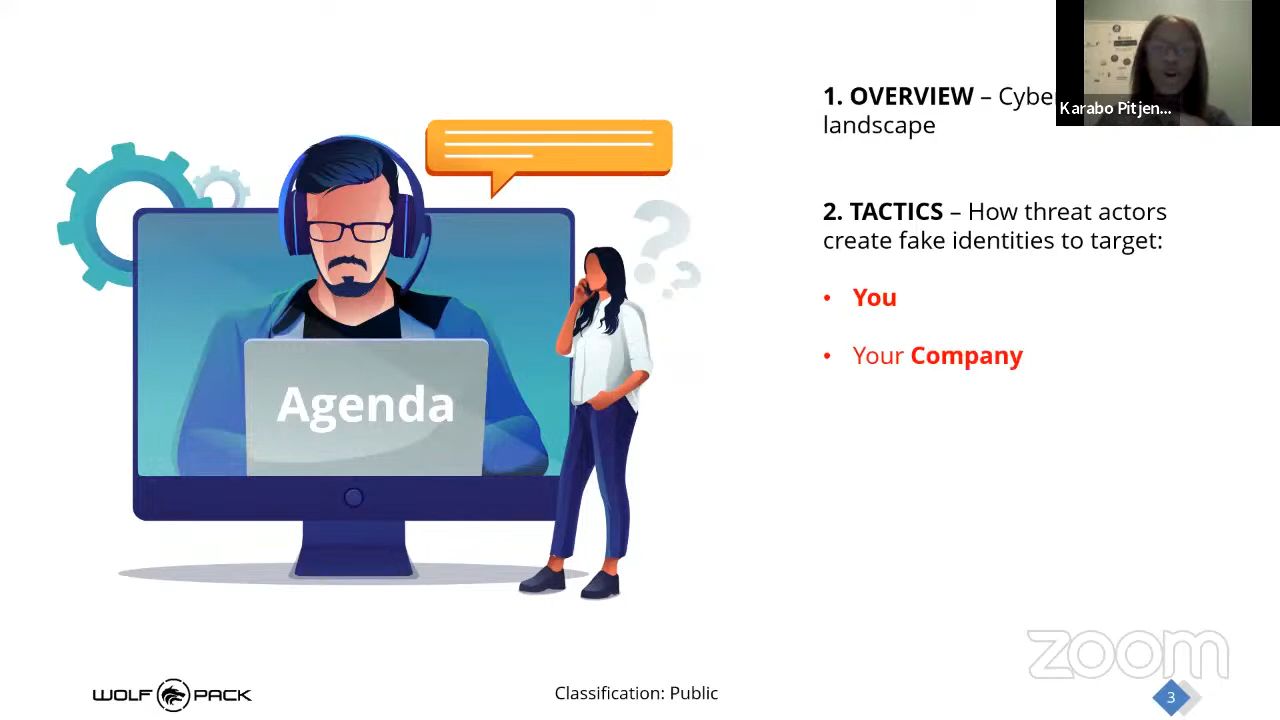 1. OVERVIEW – Cybe
landscape
Karabo Pitjen...
2. TACTICS – How threat actors
create fake identities to target:
• You
• Your Company
Agenda
zoom
WOLF PACK
Classification: Public
3